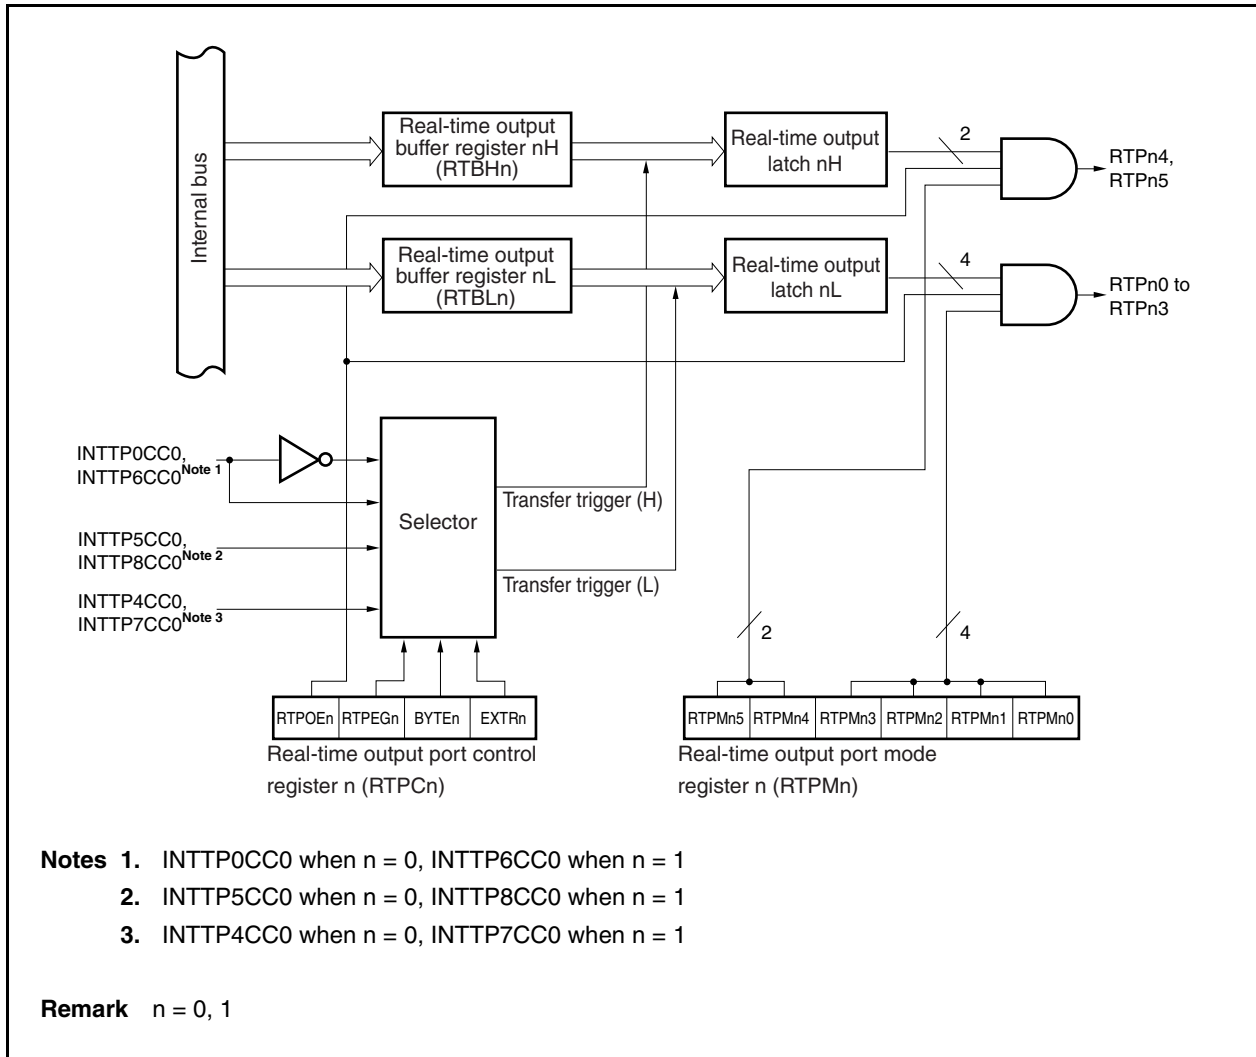 Internal bus
Real-time output
buffer register nH
(RTBHn)
Real-time output
latch nH
2
RTPn4,
RTPn5
Real-time output
buffer register nL
(RTBLn)
Real-time output
latch nL
4
RTPn0 to
RTPn3
INTTP0CC0,
INTTP6CC0Note 1
INTTP5CC0,
INTTP8CC0Note 2
INTTP4CC0,
INTTP7CC0Note 3
Selector
Transfer trigger (H)
Transfer trigger (L)
2
4
RTPOEn RTPEGn BYTEn EXTRn
Real-time output port control
register n (RTPCn)
RTPMn5 RTPMn4 RTPMn3 RTPMn2 RTPMn1 RTPMn0
Real-time output port mode
register n (RTPMn)
Notes 1. INTTP0CC0 when n = 0, INTTP6CC0 when n = 1
2. INTTP5CC0 when n = 0, INTTP8CC0 when n = 1
3. INTTP4CC0 when n = 0, INTTP7CC0 when n = 1
Remark n = 0, 1